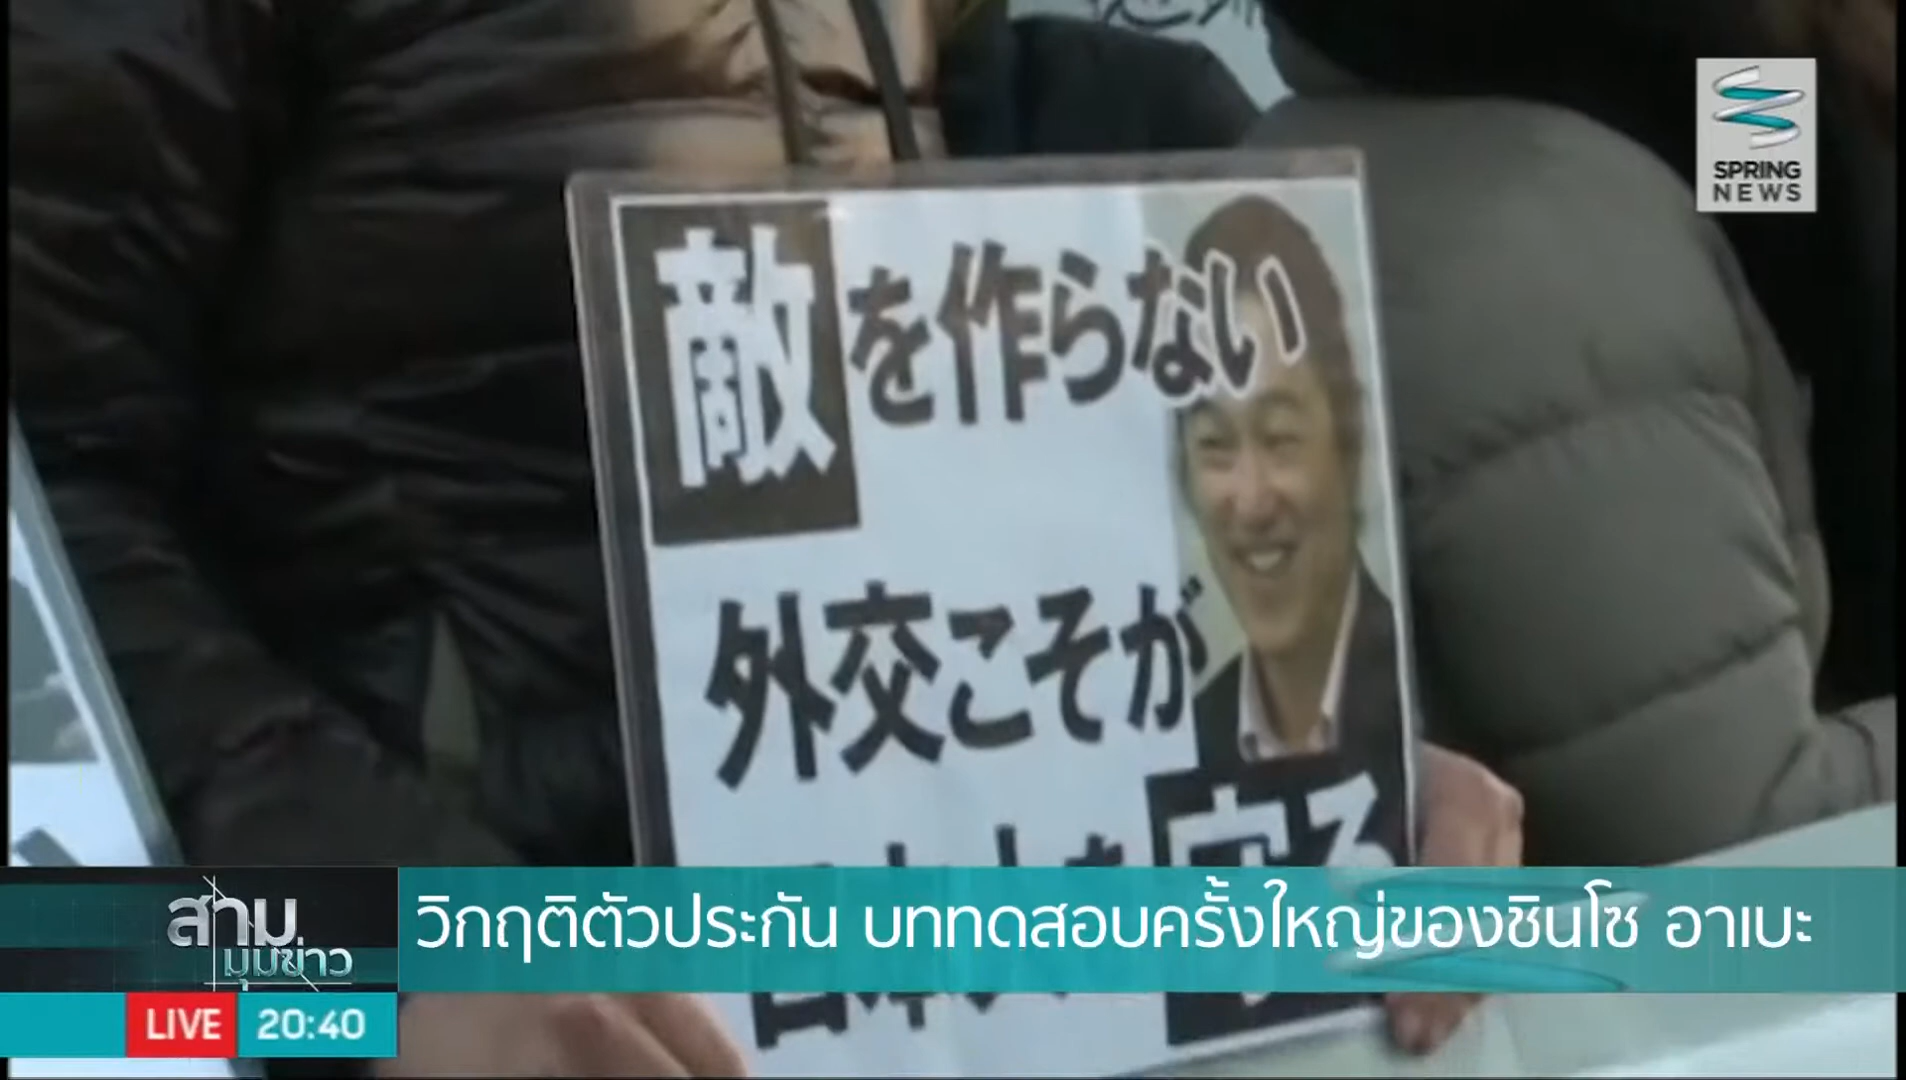 SPRING
NEWS
敵を作らない
外交こそが
守る
สาม
มุมข่าว
วิกฤติตัวประกัน บททดสอบครั้งใหญ่ของชินโซ อาเบะ
LIVE 20:40